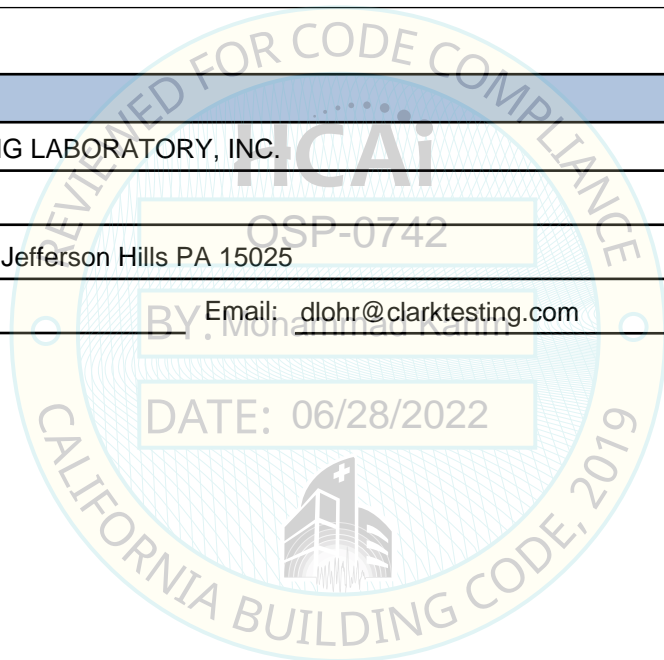 REVIEWED FOR CODE COMPLIANCE
HCAi
NG LABORATORY, INC.
OSP-0742
Jefferson Hills PA 15025
Email: dlohr@clarktesting.com
BY: Mohammad Karim
DATE: 06/28/2022
CALIFORNIA BUILDING CODE, 2019